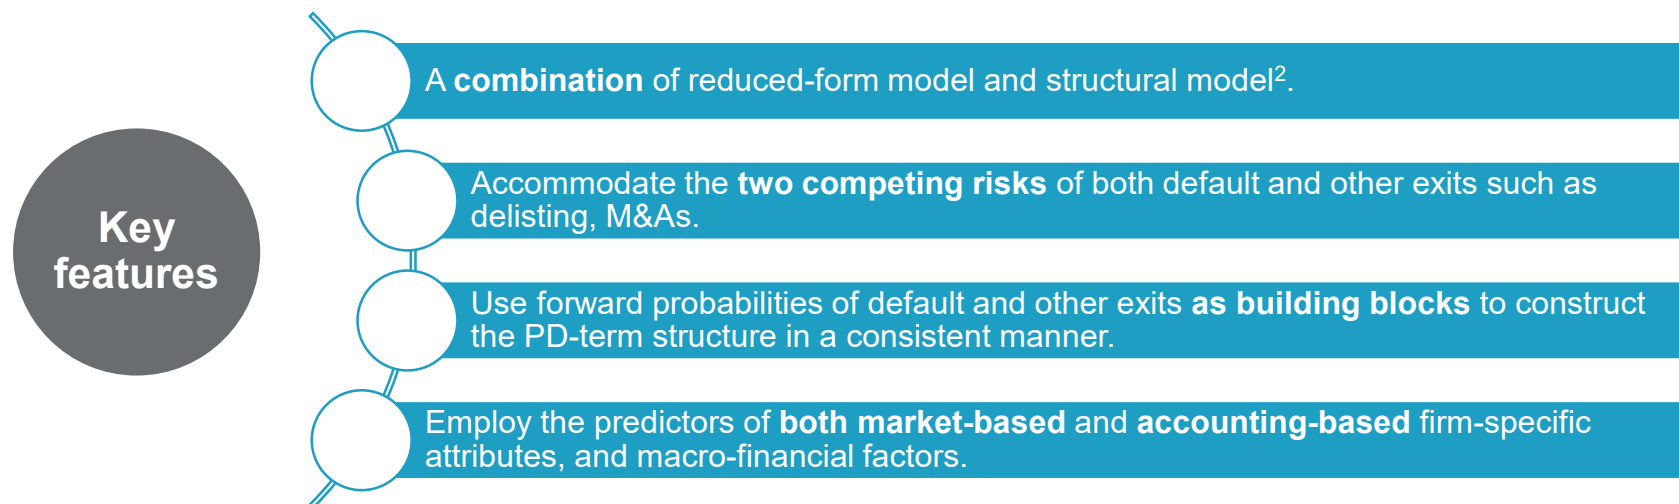 Key
features
A combination of reduced-form model and structural model².
Accommodate the two competing risks of both default and other exits such as
delisting, M&As.
Use forward probabilities of default and other exits as building blocks to construct
the PD-term structure in a consistent manner.
Employ the predictors of both market-based and accounting-based firm-specific
attributes, and macro-financial factors.